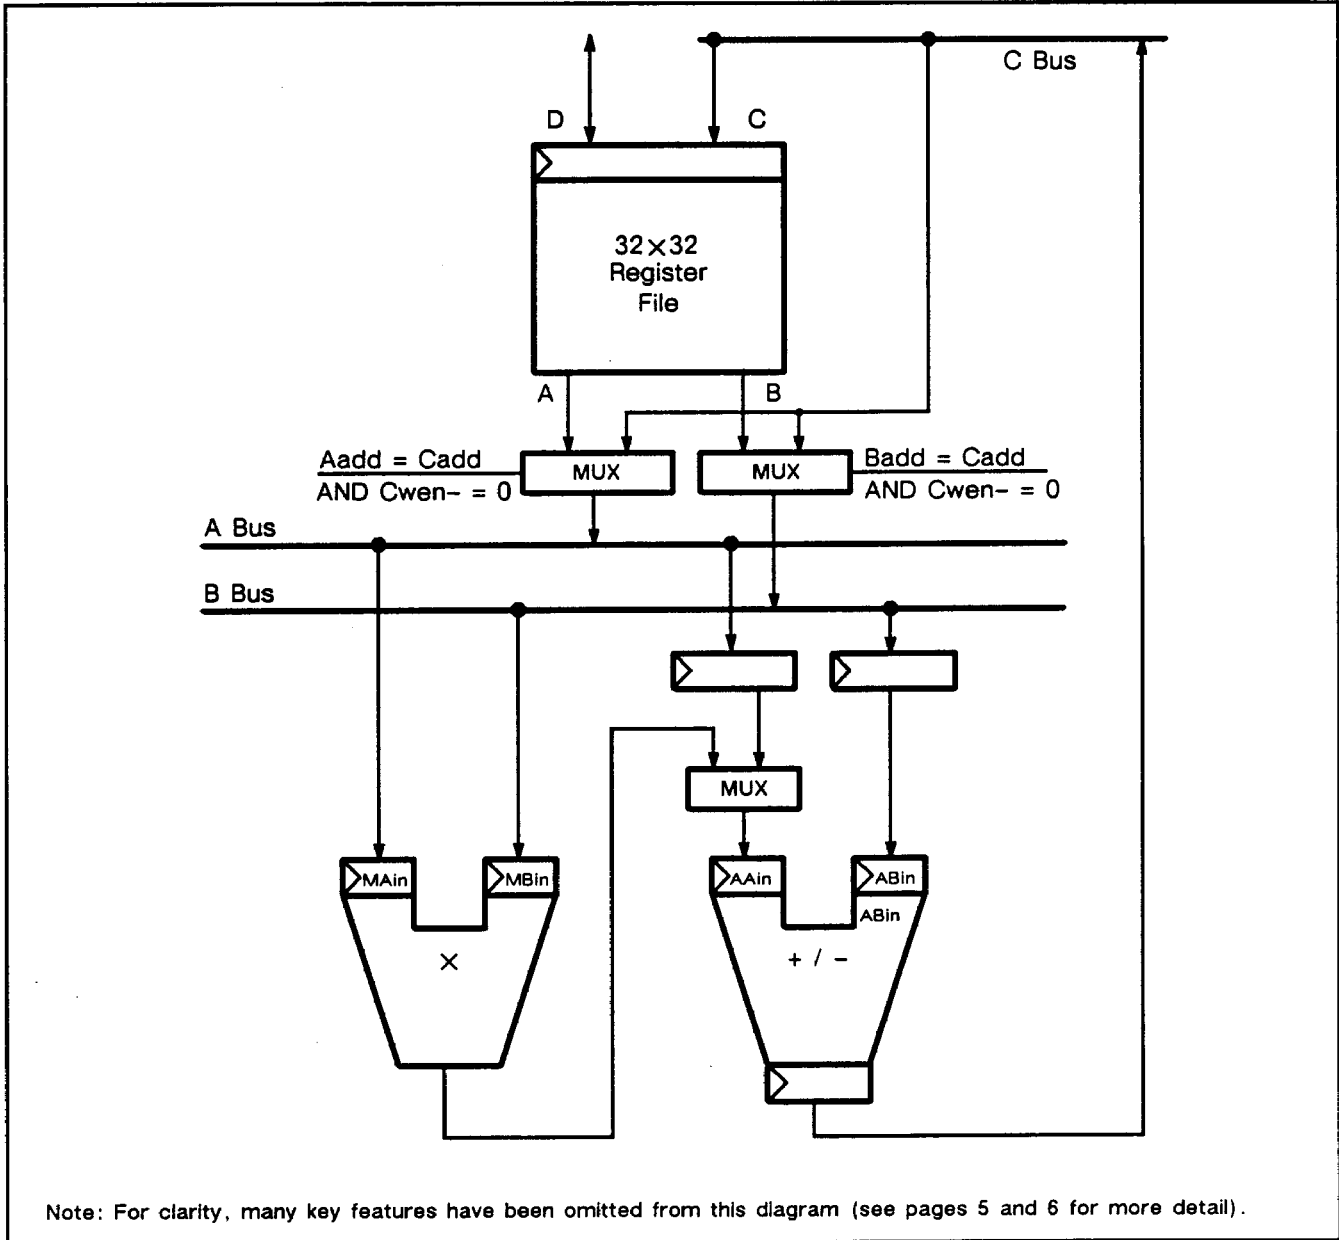 C Bus
D
C
32×32
Register
File
A
B
Aadd = Cadd
AND Cwen- = 0
MUX
MUX
Badd = Cadd
AND Cwen- = 0
A Bus
B Bus
MUX
MAin
MBin
AAin
ABin
ABin
×
+ / -
Note: For clarity, many key features have been omitted from this diagram (see pages 5 and 6 for more detail).